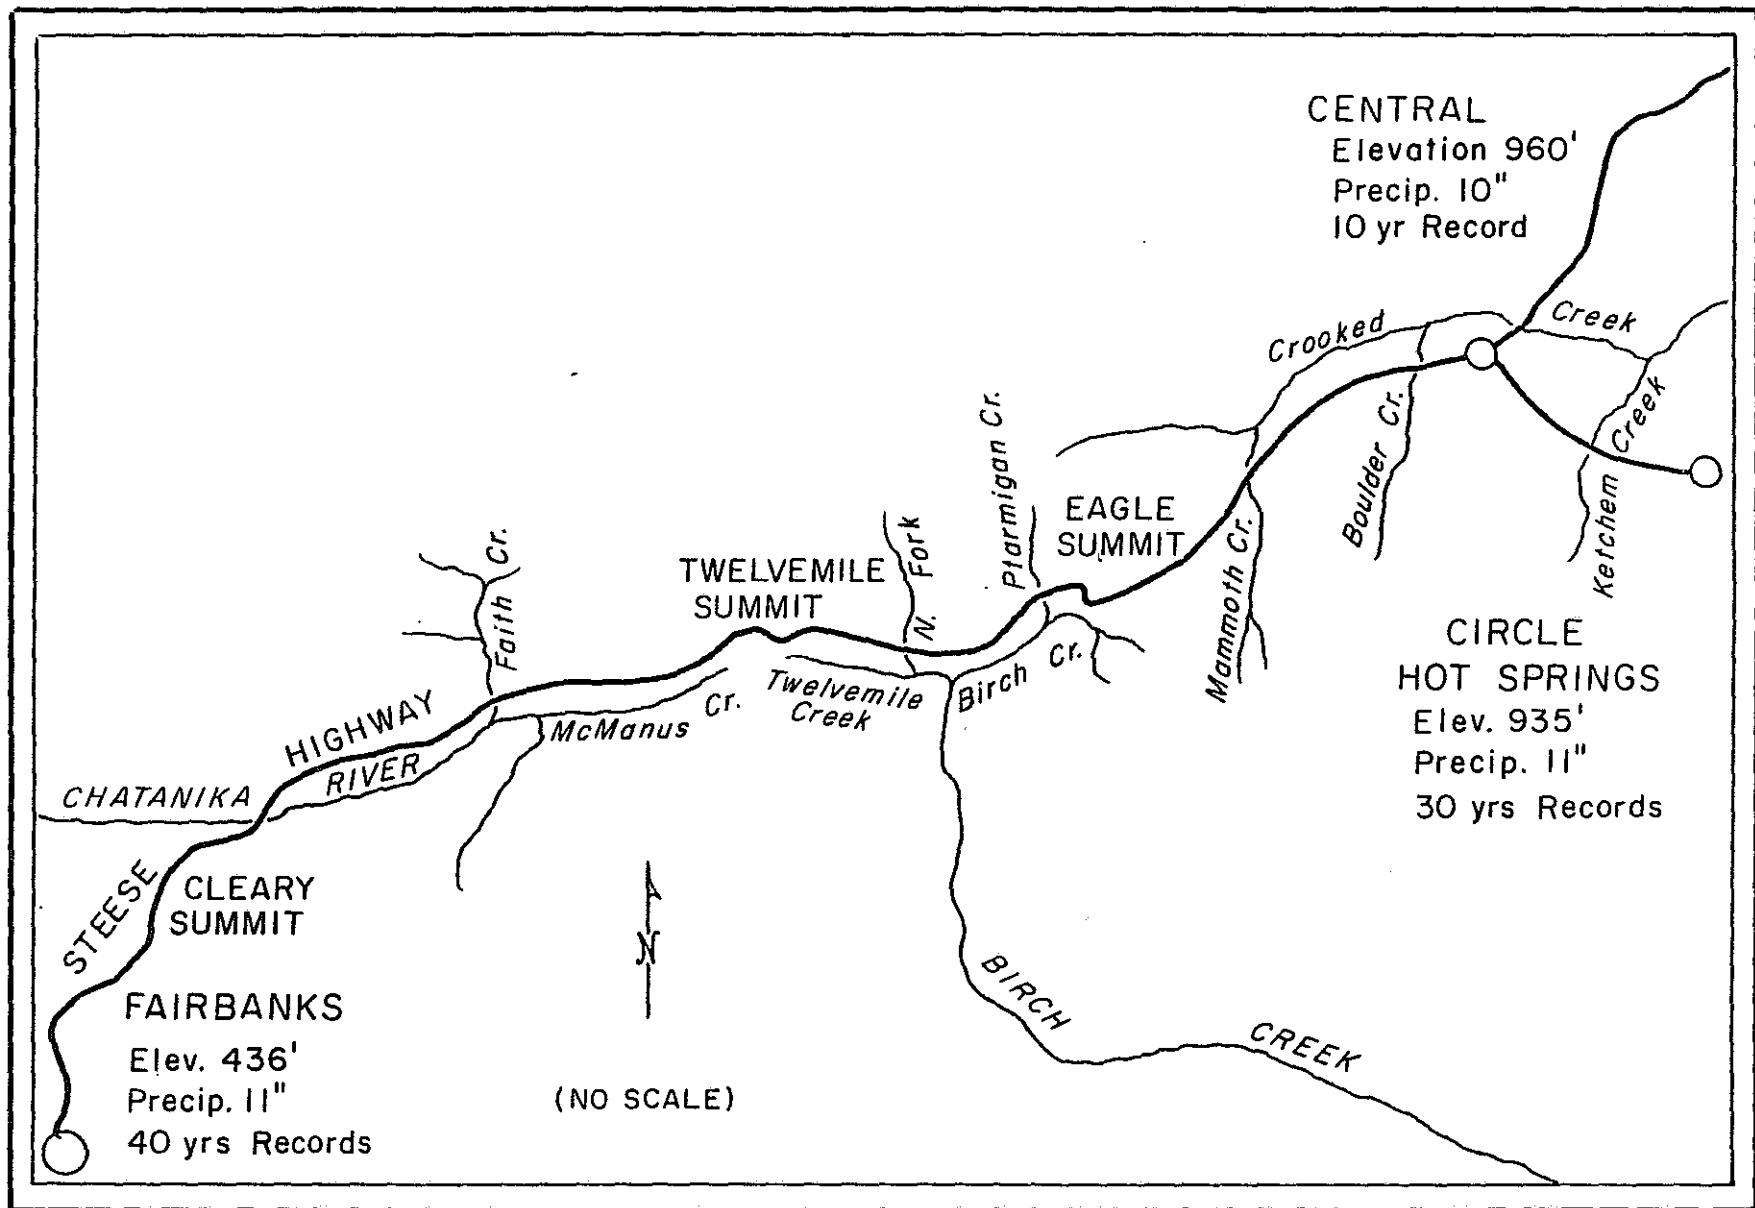 CENTRAL
Elevation 960'
Precip. 10"
10 yr Record
Crooked
Creek
Ptarmigan Cr.
Boulder Cr.
Ketchem Creek
EAGLE
SUMMIT
Mammoth Cr.
N. Fork
Faith Cr.
TWELVEMILE
SUMMIT
CIRCLE
HOT SPRINGS
Elev. 935'
Precip. 11"
30 yrs Records
Birch Cr.
Twelvemile
Creek
McManus Cr.
STEESE HIGHWAY
CHATANIKA RIVER
CLEARY
SUMMIT
N
BIRCH CREEK
FAIRBANKS
Elev. 436'
Precip. 11"
40 yrs Records
(NO SCALE)